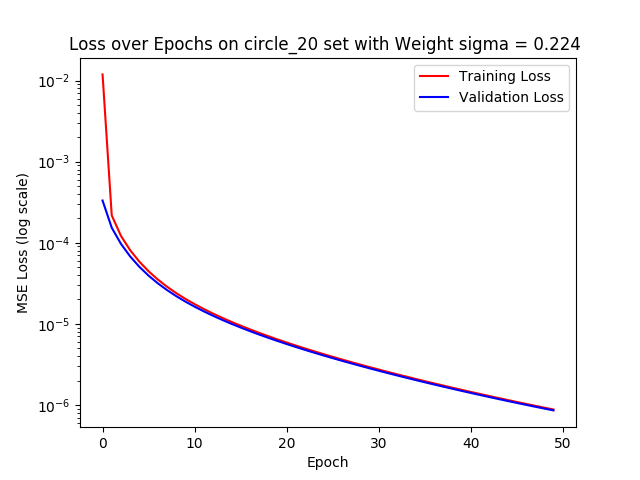 Loss over Epochs on circle_20 set with Weight sigma = 0.224
Training Loss
Validation Loss
MSE Loss (log scale)
10⁻²
10⁻³
10⁻⁴
10⁻⁵
10⁻⁶
0 10 20 30 40 50
Epoch